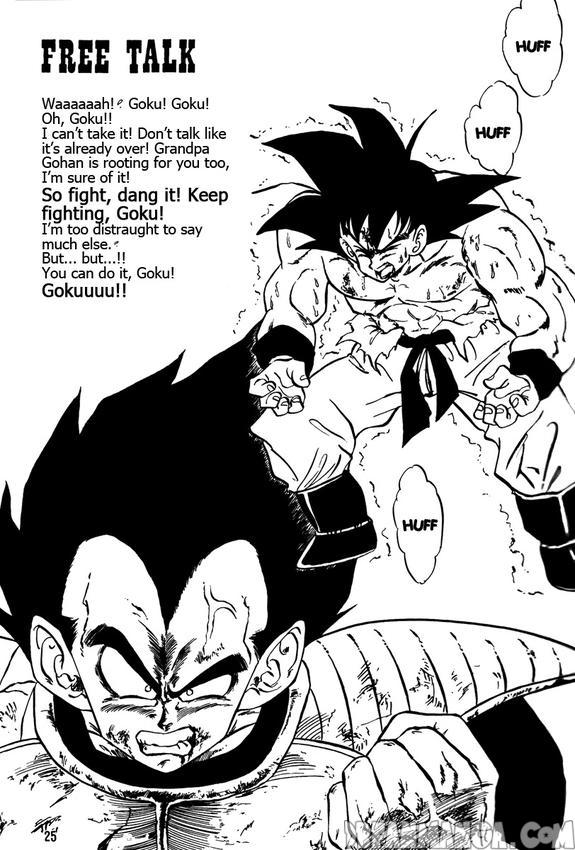 FREE TALK
HUFF
HUFF
Waaaaaah! Goku! Goku!
Oh, Goku!!
I can't take it! Don't talk like
it's already over! Grandpa
Gohan is rooting for you too,
I'm sure of it!
So fight, dang it! Keep
fighting, Goku!
I'm too distraught to say
much else.
But... but...!!
You can do it, Goku!
Gokuuuu!!
HUFF
25